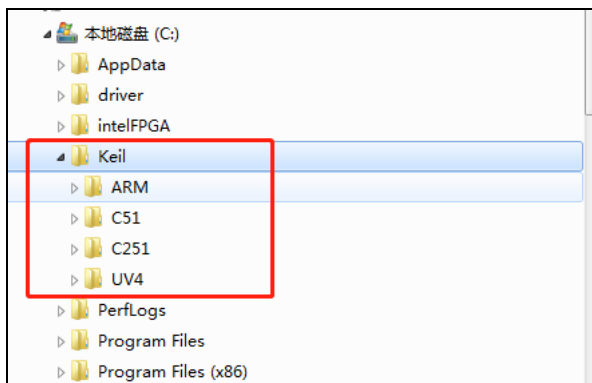 本地磁盘 (C:)
AppData
driver
intelFPGA
Keil
ARM
C51
C251
UV4
PerfLogs
Program Files
Program Files (x86)